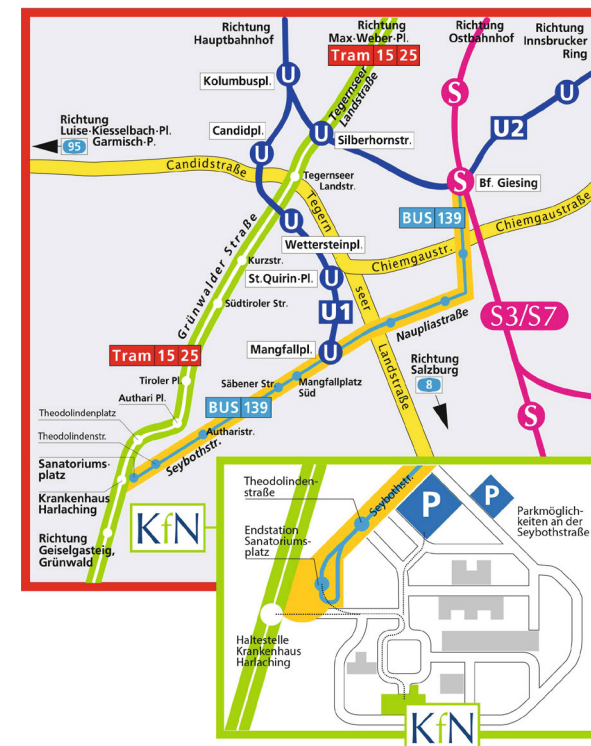 Richtung
Hauptbahnhof
Richtung
Max-Weber-Pl.
Tram 15 25
Richtung
Ostbahnhof
Richtung
Innsbrucker
Ring
Kolumbuspl.
U
S
U
Tegernseer
Landstraße
Richtung
Luise-Kiesselbach-Pl.
Garmisch-P.
95
Candidpl.
U
U
Silberhornstr.
U2
U
Candidstraße
Tegernseer
Landstr.
S
Bf. Giesing
BUS 139
U
Wettersteinpl.
Tegern
seer
Landstraße
Chiemgaustr.
Chiemgaustraße
Grünwalder Straße
Kurzstr.
St.Quirin-Pl.
U
Südtiroler Str.
U1
Naupliastraße
S3/S7
Tram 15 25
Mangfallpl.
U
Richtung
Salzburg
8
Tiroler Pl.
Säbener Str.
Mangfallplatz
Süd
Authari Pl.
BUS 139
S
Theodolindenplatz
Theodolindenstr.
Autharistr.
Seybothstr.
Sanatoriums-
platz
Krankenhaus
Harlaching
KfN
Richtung
Geiselgasteig,
Grünwald
Theodolinden-
straße
Seybothstr.
P
P
Parkmöglich-
keiten an der
Seybothstraße
Endstation
Sanatoriums-
platz
Haltestelle
Krankenhaus
Harlaching
KfN